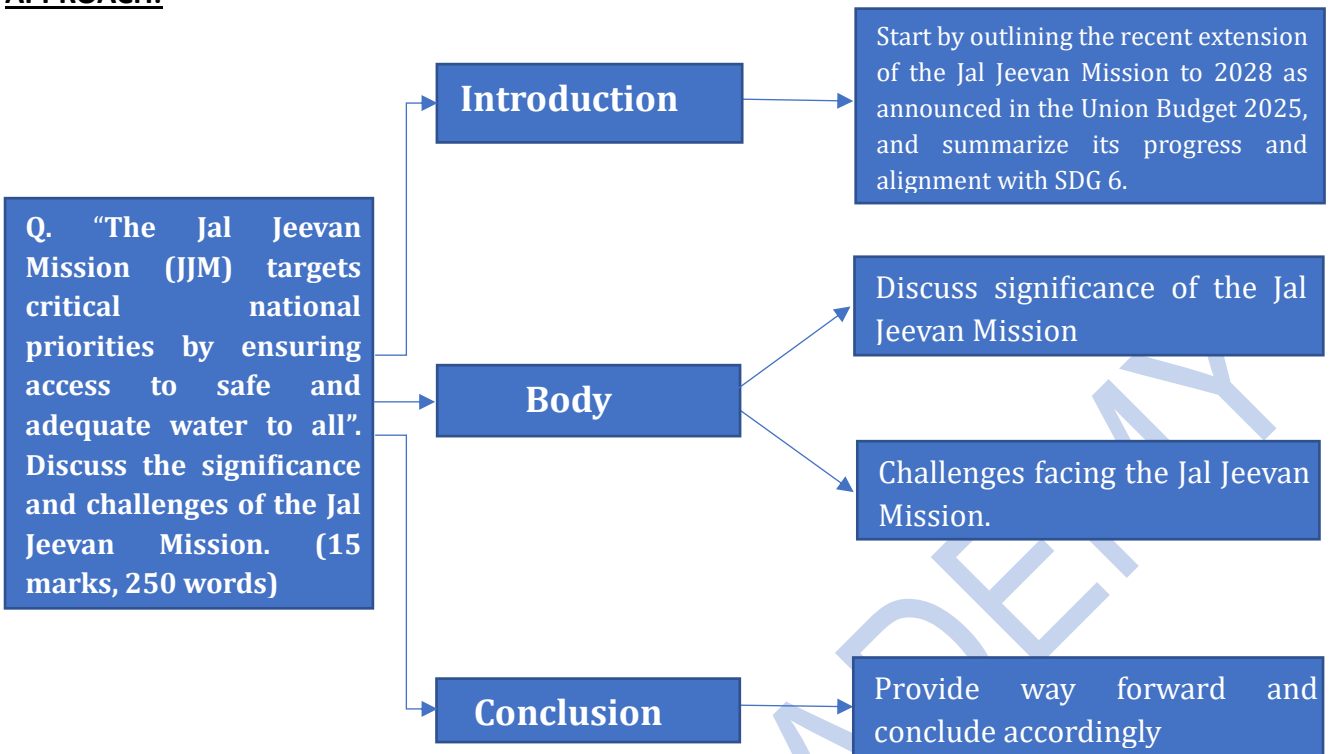 APPROACH:
Introduction
Start by outlining the recent extension
of the Jal Jeevan Mission to 2028 as
announced in the Union Budget 2025,
and summarize its progress and
alignment with SDG 6.
Q. “The Jal Jeevan
Mission (JJM) targets
critical national
priorities by ensuring
access to safe and
adequate water to all”.
Discuss the significance
and challenges of the Jal
Jeevan Mission. (15
marks, 250 words)
Body
Discuss significance of the Jal
Jeevan Mission
Challenges facing the Jal Jeevan
Mission.
Conclusion
Provide way forward and
conclude accordingly